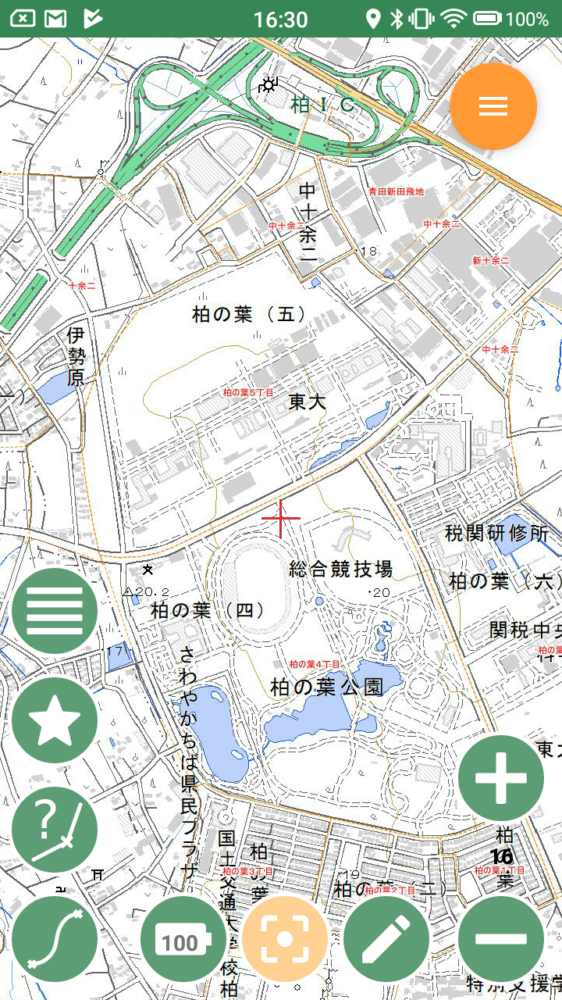 16:30
100%
柏IC
中十余二
青田新田飛地
中十余二
中十余二
18
新十余二
十余二
柏の葉（五）
伊勢原
中十余二
柏の葉5丁目
東大
税関研修所
総合競技場
柏の葉（六）
20.2
・20
柏の葉（四）
関税中央
17
さわやかちば県民プラザ
柏の葉4丁目
柏の葉公園
東大
国土交通大学校柏
柏の葉
柏の葉3丁目
16
柏の葉
柏の葉1丁目
19
柏の葉（二）
柏の葉2丁目
?
100
特別支援学